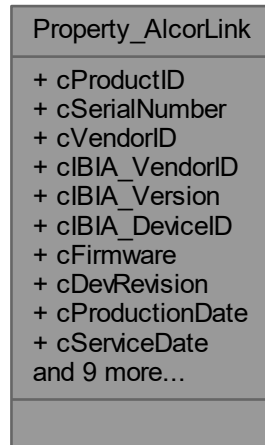 Property_AlcorLink
+ cProductID
+ cSerialNumber
+ cVendorID
+ cIBIA_VendorID
+ cIBIA_Version
+ cIBIA_DeviceID
+ cFirmware
+ cDevRevision
+ cProductionDate
+ cServiceDate
and 9 more...